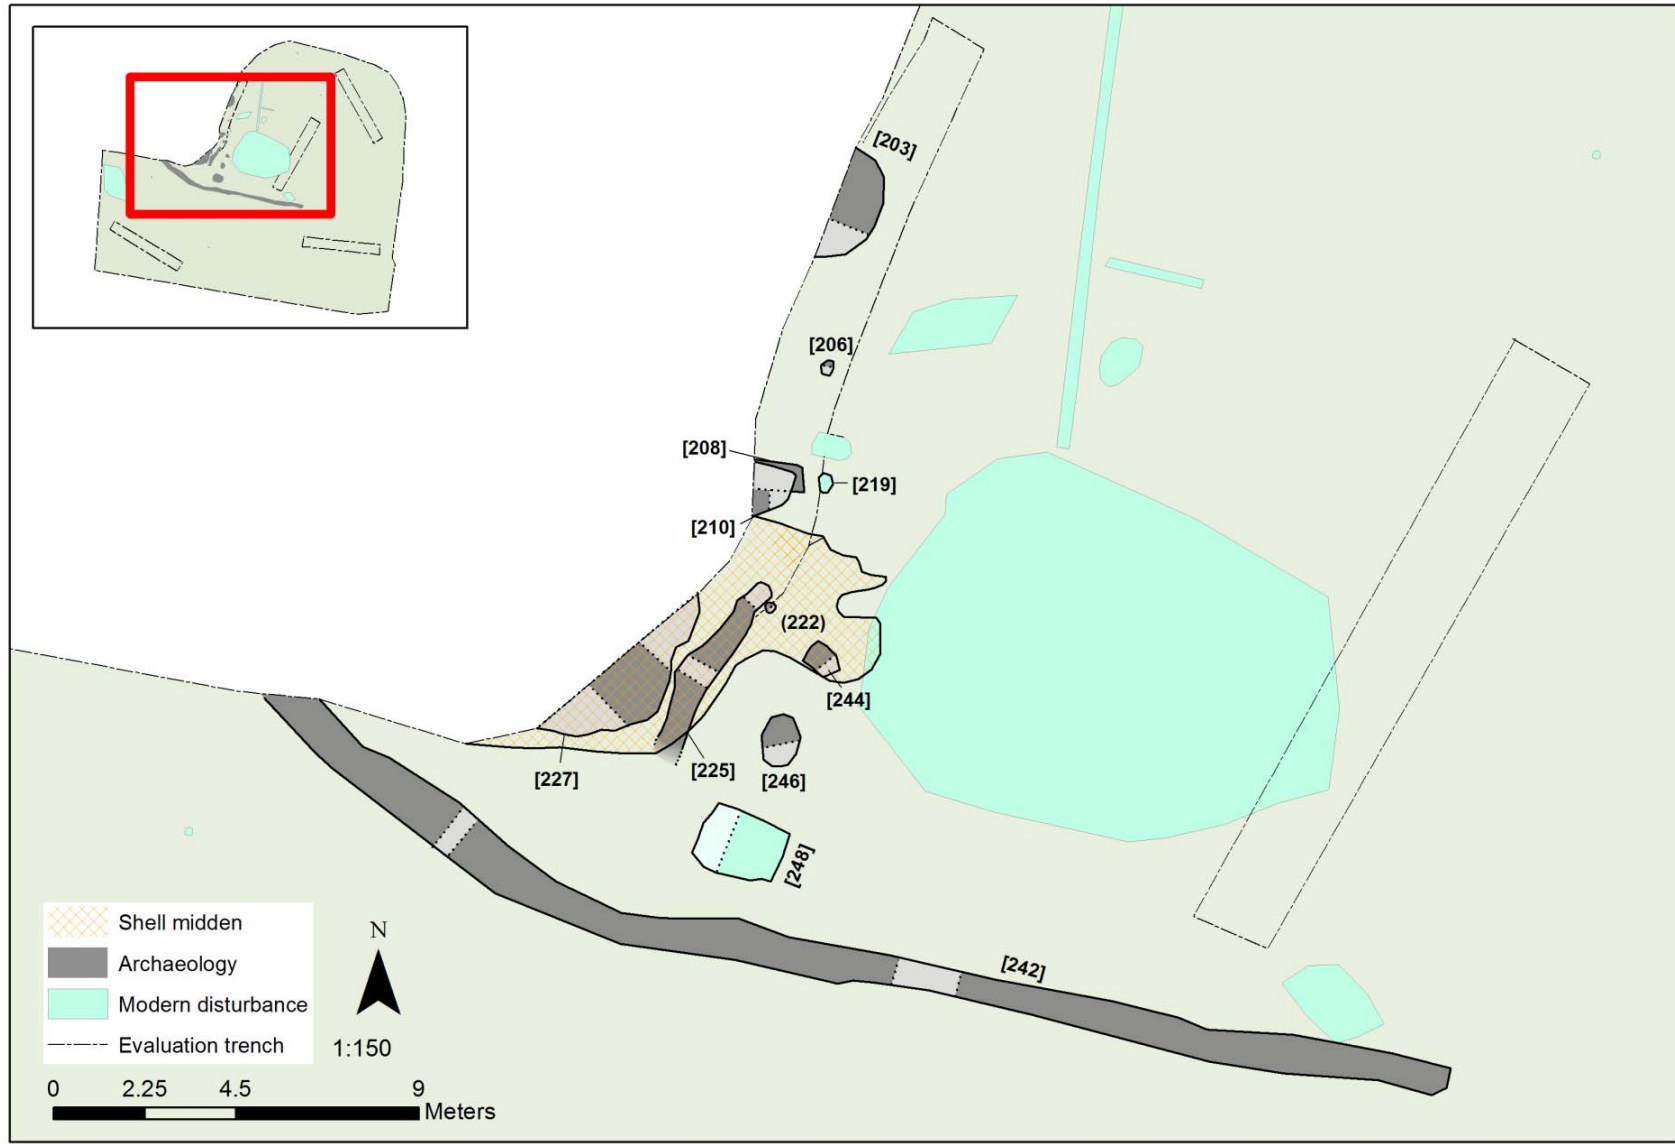 [203]
[206]
[208]
[219]
[210]
(222)
[244]
[225]
[227]
[246]
[248]
[242]
Shell midden
Archaeology
Modern disturbance
Evaluation trench
N
1:150
0 2.25 4.5 9
Meters